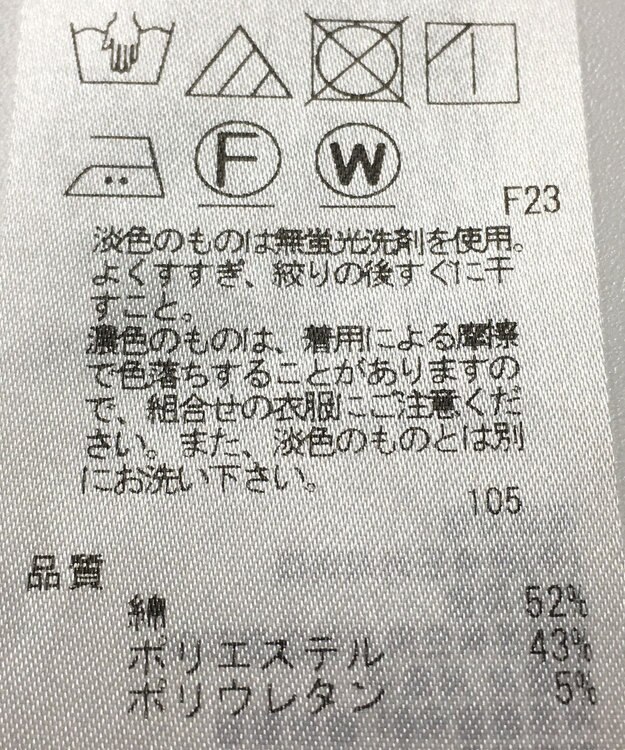 F W
F23
淡色のものは無蛍光洗剤を使用。
よくすすぎ、絞りの後すぐに干
すこと。
濃色のものは、着用による摩擦
で色落ちすることがありますの
で、組合せの衣服にご注意くだ
さい。また、淡色のものとは別
にお洗い下さい。
105
品質
綿 52%
ポリエステル 43%
ポリウレタン 5%